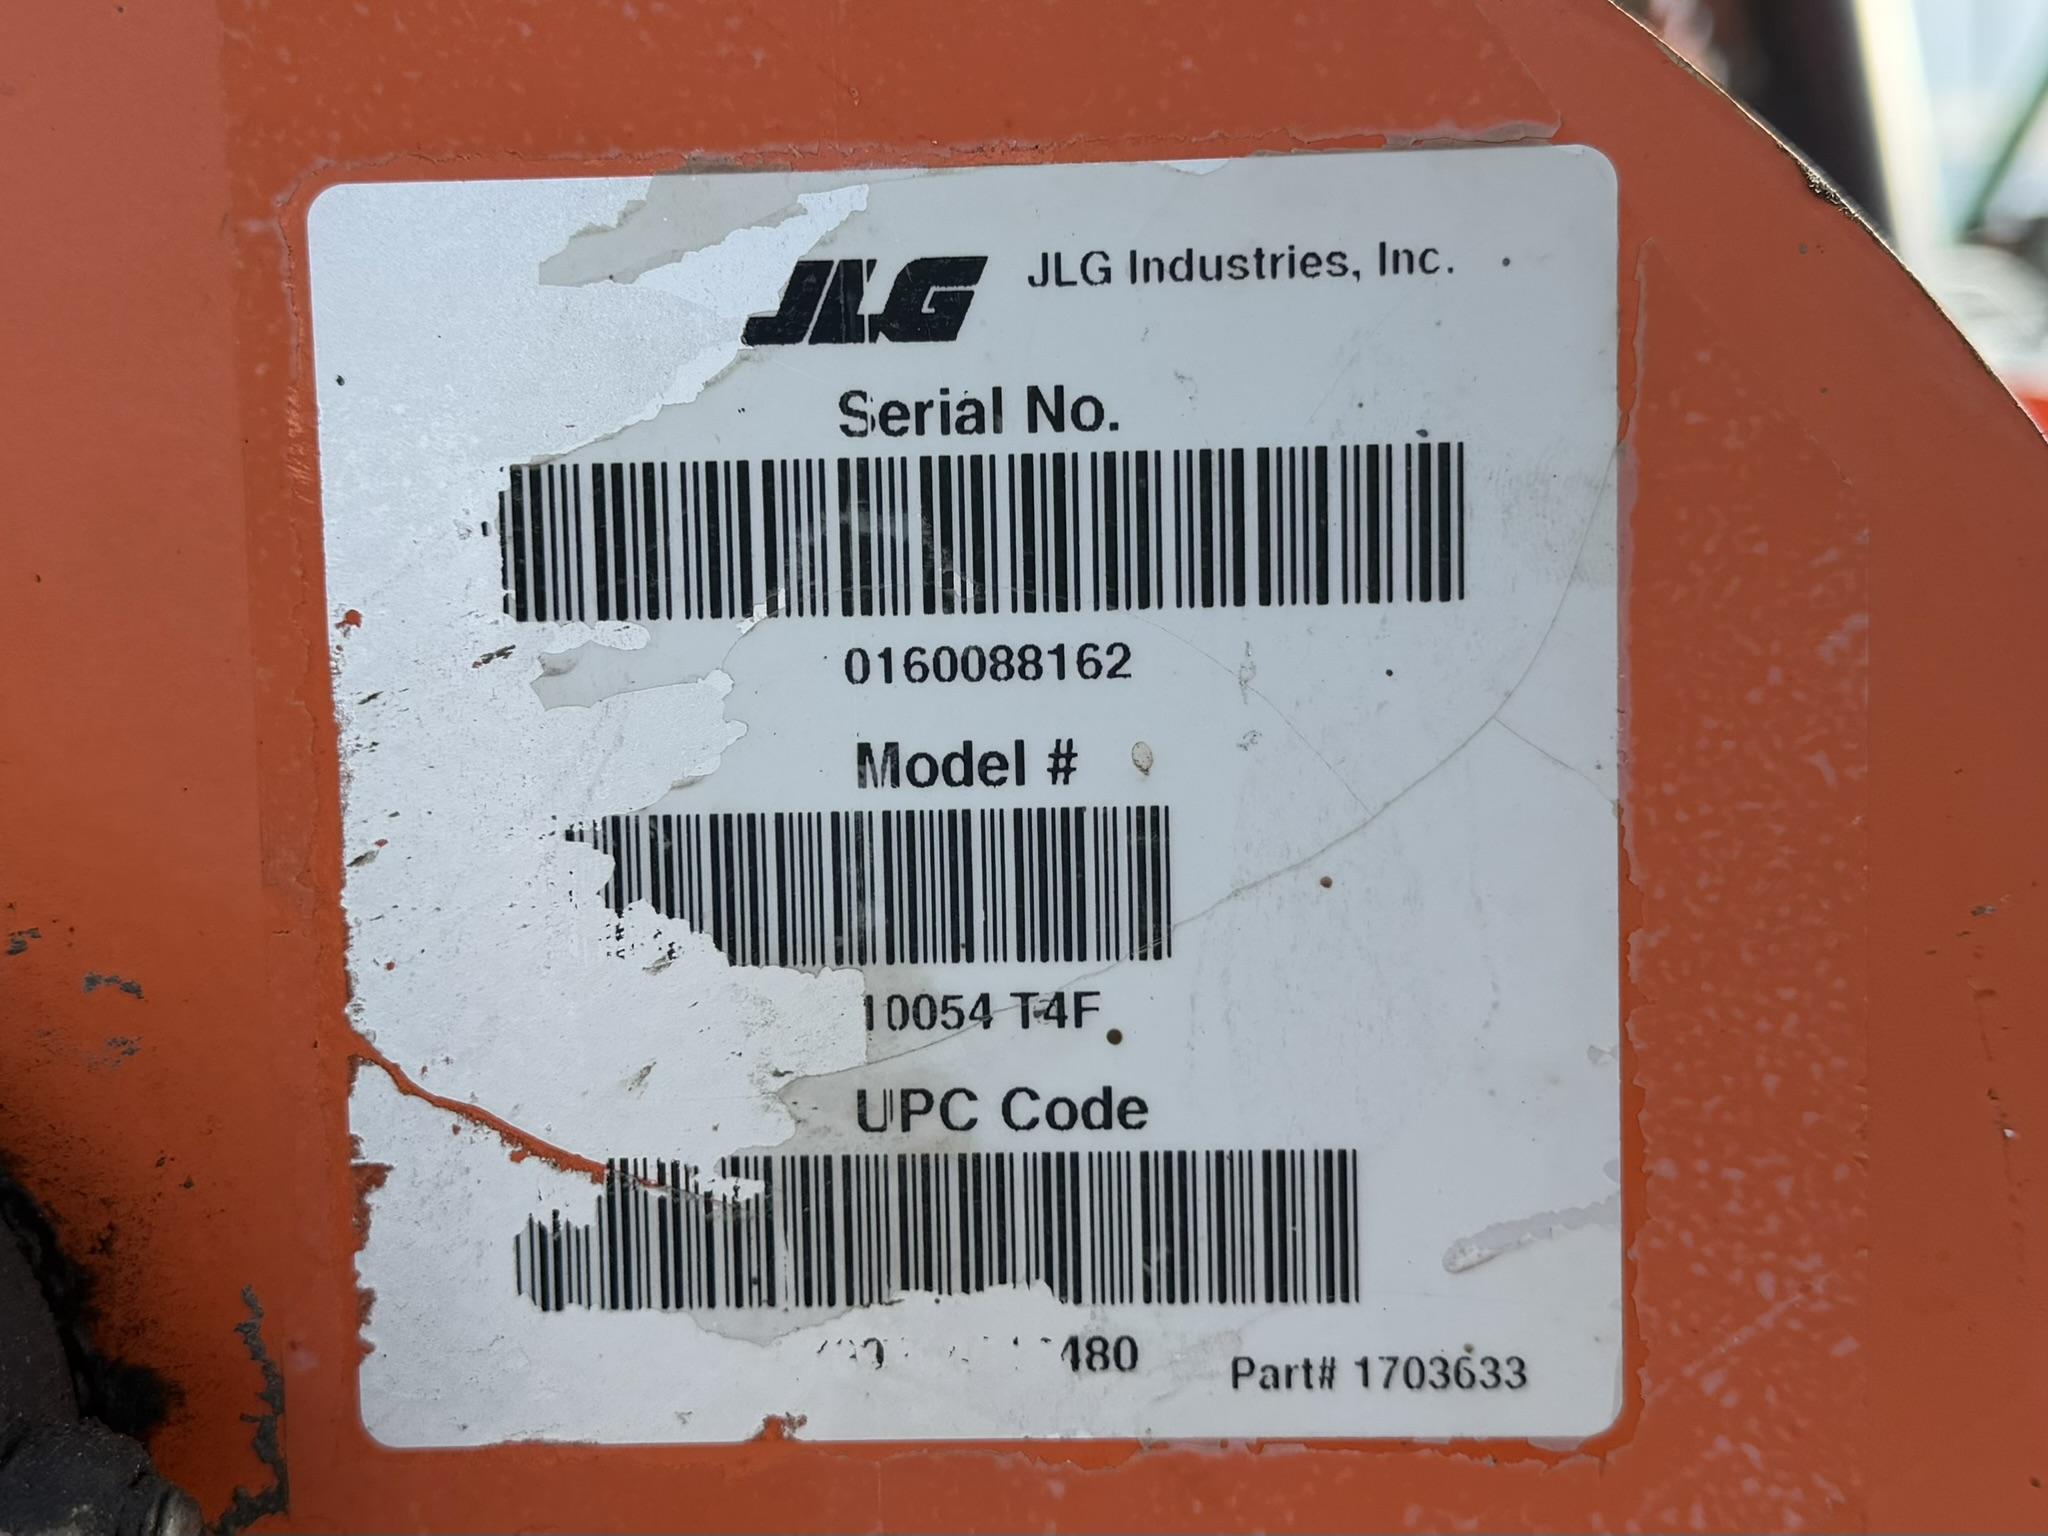 JLG JLG Industries, Inc.
Serial No.
0160088162
Model #
10054 T4F
UPC Code
480
Part# 1703633